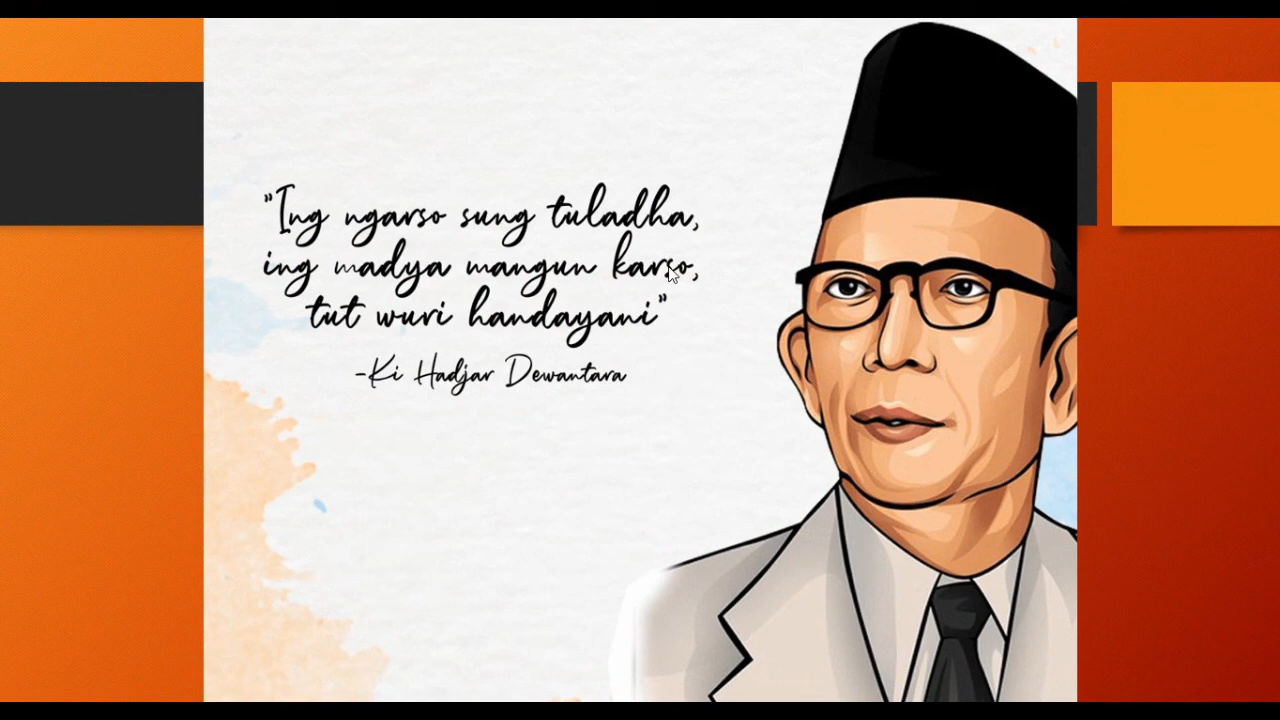 "Ing ngarso sung tuladha,
ing madya mangun karso,
tut wuri handayani"
-Ki Hadjar Dewantara